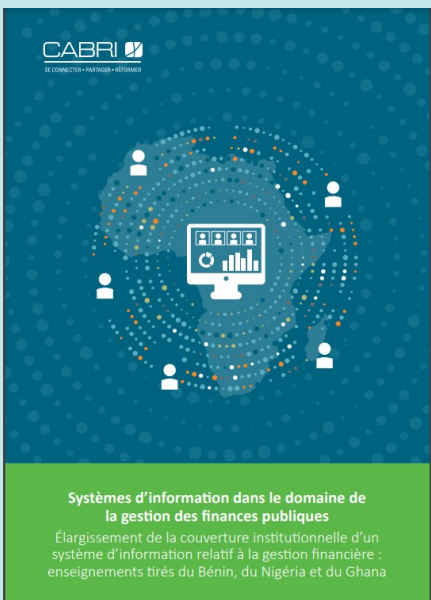 CABRI
SE CONNECTER • PARTAGER • RÉFORMER
Systèmes d'information dans le domaine de
la gestion des finances publiques
Élargissement de la couverture institutionnelle d'un
système d'information relatif à la gestion financière :
enseignements tirés du Bénin, du Nigéria et du Ghana